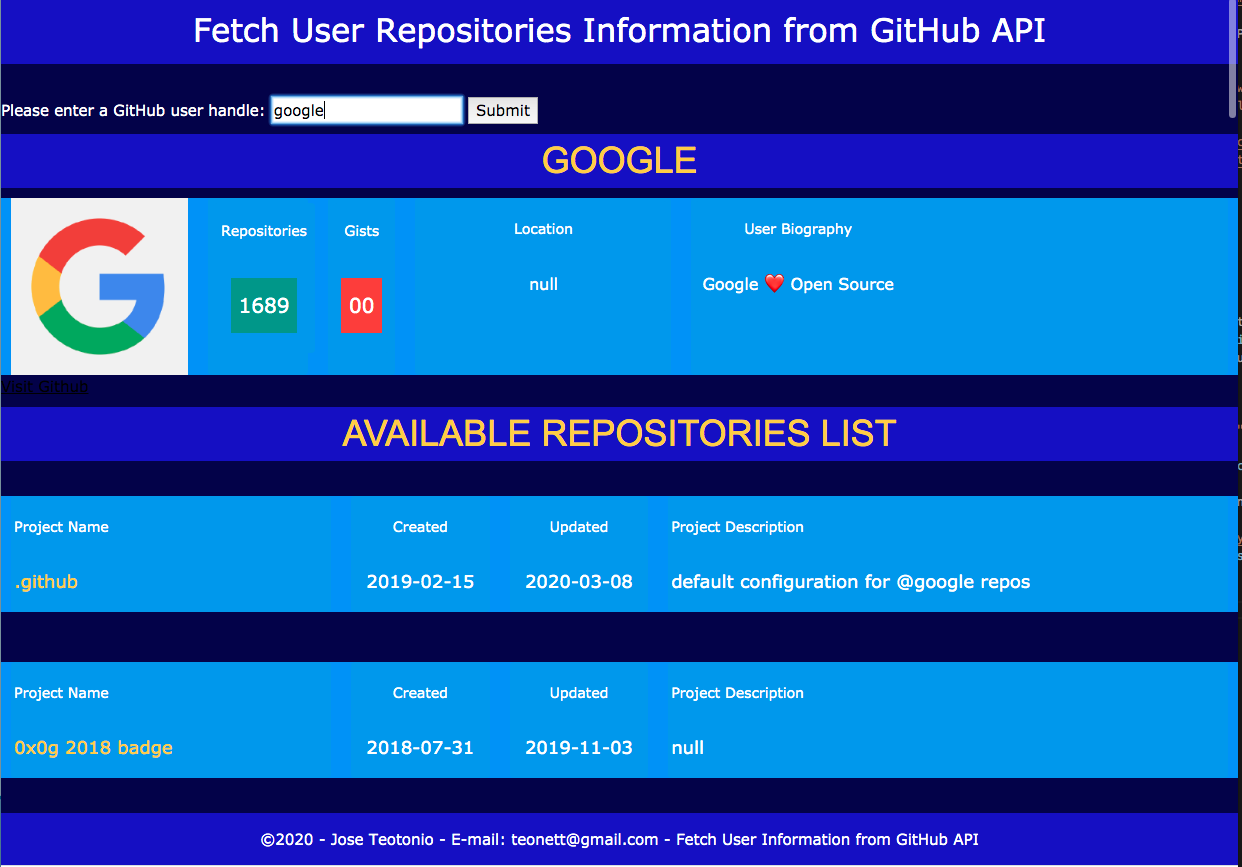 Fetch User Repositories Information from GitHub API
Please enter a GitHub user handle: google Submit
GOOGLE
Repositories Gists Location User Biography
1689 00 null Google ❤️ Open Source
Visit Github
AVAILABLE REPOSITORIES LIST
Project Name Created Updated Project Description
.github 2019-02-15 2020-03-08 default configuration for @google repos
Project Name Created Updated Project Description
0x0g 2018 badge 2018-07-31 2019-11-03 null
©2020 - Jose Teotonio - E-mail: teonett@gmail.com - Fetch User Information from GitHub API